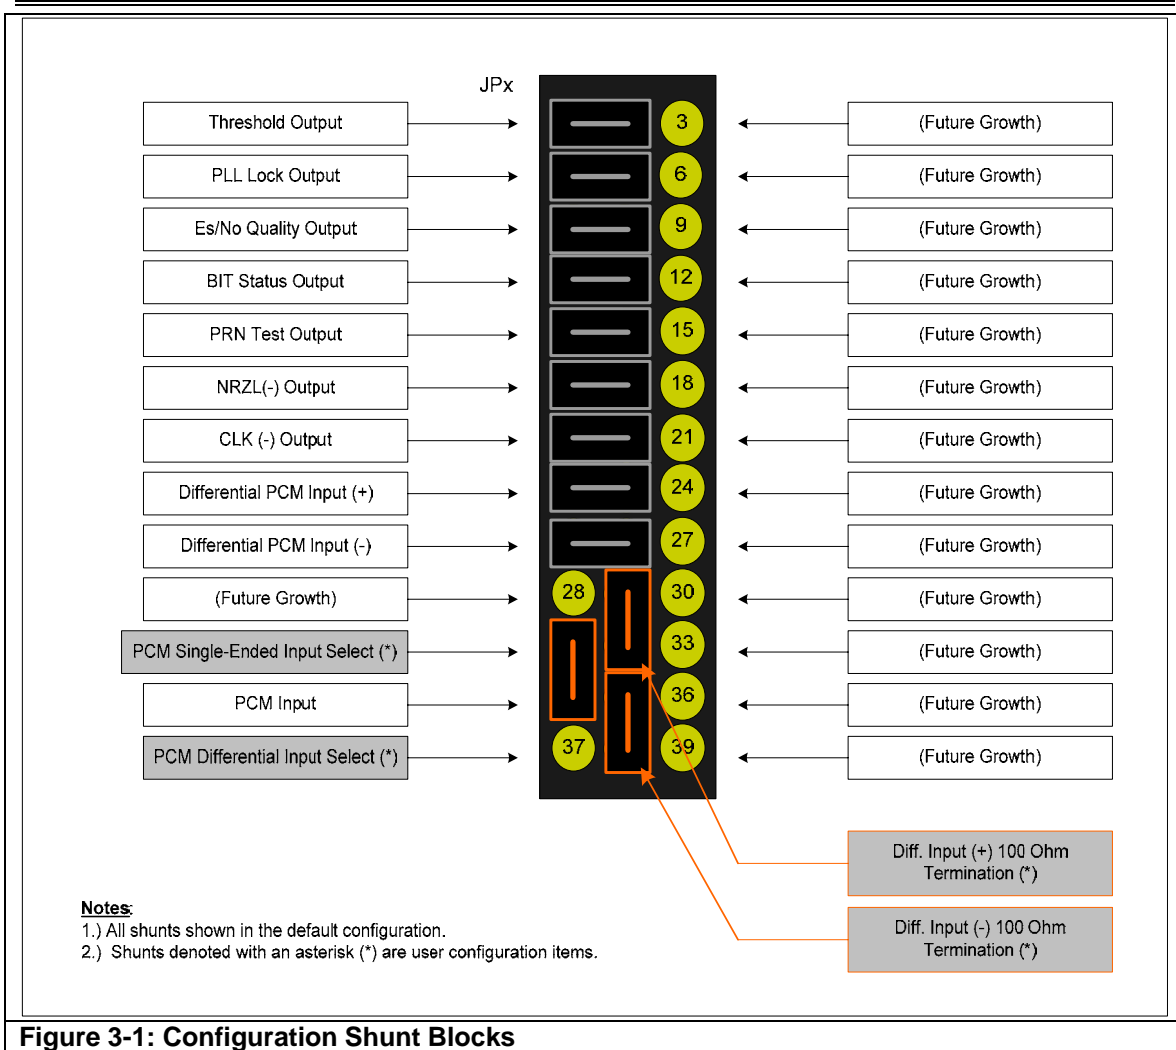 JPx
Threshold Output
3
(Future Growth)
PLL Lock Output
6
(Future Growth)
Es/No Quality Output
9
(Future Growth)
BIT Status Output
12
(Future Growth)
PRN Test Output
15
(Future Growth)
NRZL(-) Output
18
(Future Growth)
CLK (-) Output
21
(Future Growth)
Differential PCM Input (+)
24
(Future Growth)
Differential PCM Input (-)
27
(Future Growth)
(Future Growth)
28
30
(Future Growth)
PCM Single-Ended Input Select (*)
33
(Future Growth)
PCM Input
36
(Future Growth)
PCM Differential Input Select (*)
37
39
(Future Growth)
Diff. Input (+) 100 Ohm
Termination (*)
Diff. Input (-) 100 Ohm
Termination (*)
Notes:
1.) All shunts shown in the default configuration.
2.) Shunts denoted with an asterisk (*) are user configuration items.
Figure 3-1: Configuration Shunt Blocks